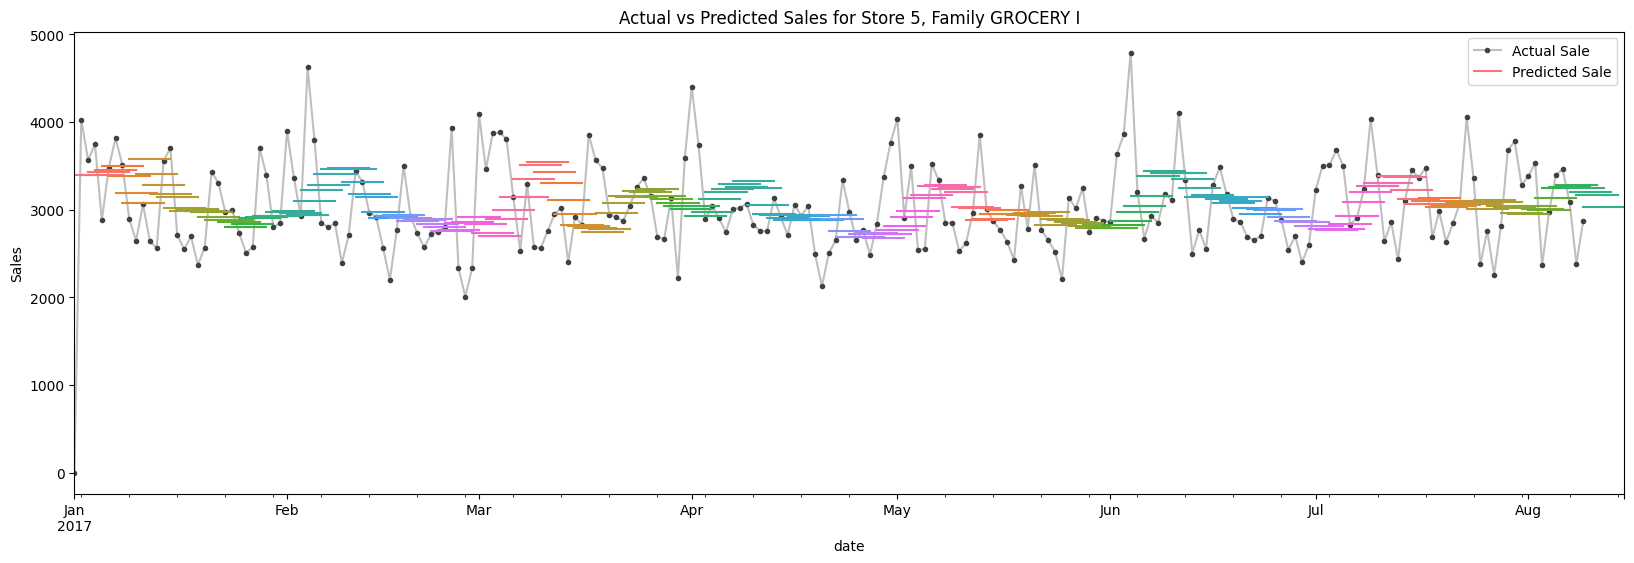 Actual vs Predicted Sales for Store 5, Family GROCERY I
Actual Sale
Predicted Sale
Sales
5000
4000
3000
2000
1000
0
Jan Feb Mar Apr May Jun Jul Aug
2017
date